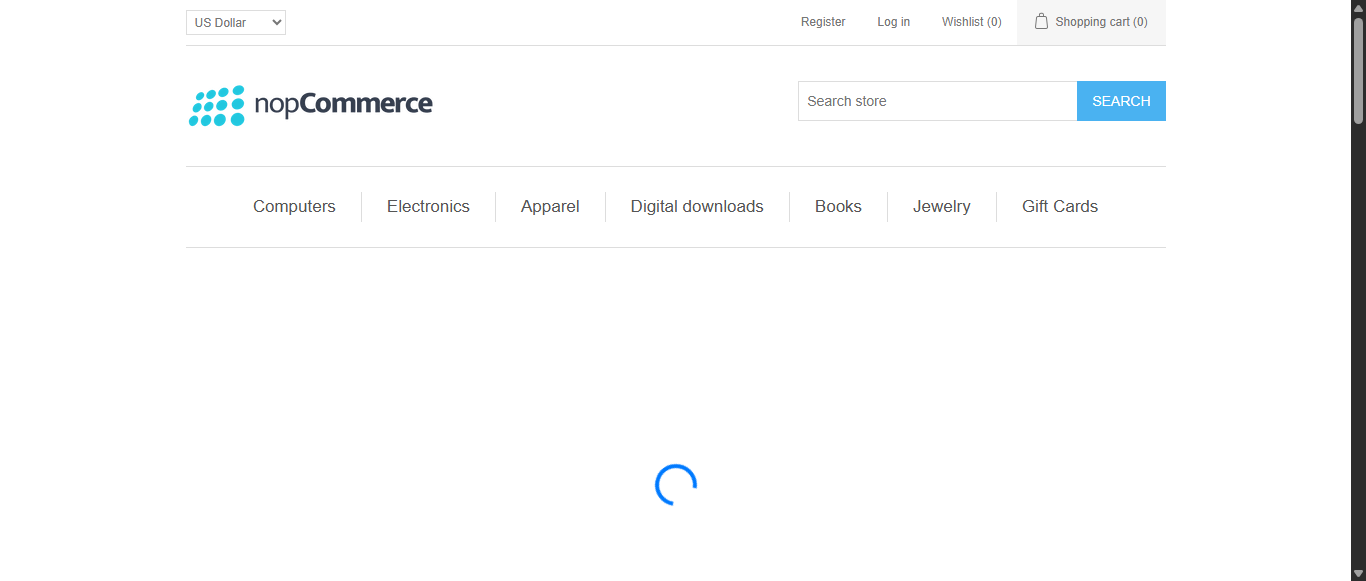 US Dollar
Register
Log in
Wishlist (0)
Shopping cart (0)
nopCommerce
Search store
SEARCH
Computers
Electronics
Apparel
Digital downloads
Books
Jewelry
Gift Cards